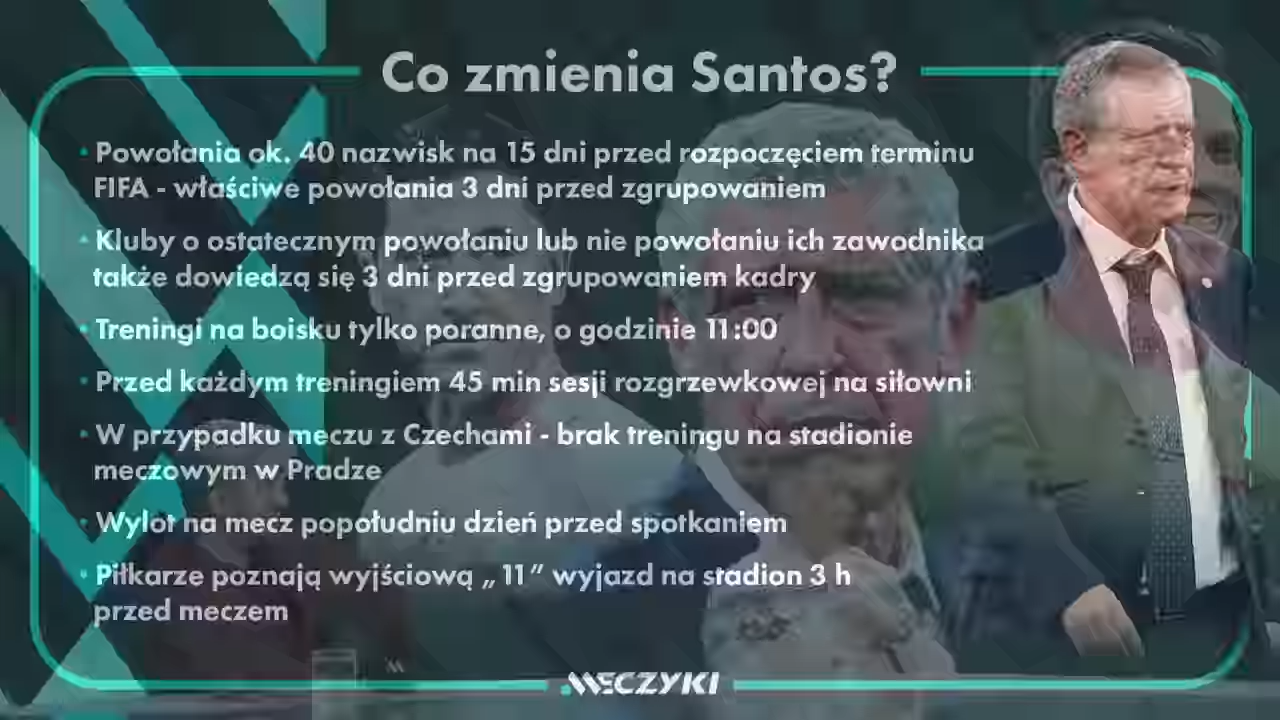 Co zmienia Santos?
• Powołania ok. 40 nazwisk na 15 dni przed rozpoczęciem terminu
FIFA - właściwe powołania 3 dni przed zgrupowaniem
• Kluby o ostatecznym powołaniu lub nie powołaniu ich zawodnika
także dowiedzą się 3 dni przed zgrupowaniem kadry
• Treningi na boisku tylko poranne, o godzinie 11:00
• Przed każdym treningiem 45 min sesji rozgrzewkowej na siłowni
• W przypadku meczu z Czechami - brak treningu na stadionie
meczowym w Pradze
• Wylot na mecz popołudniu dzień przed spotkaniem
• Piłkarze poznają wyjściową „11” wyjazd na stadion 3 h
przed meczem
MECZYKI